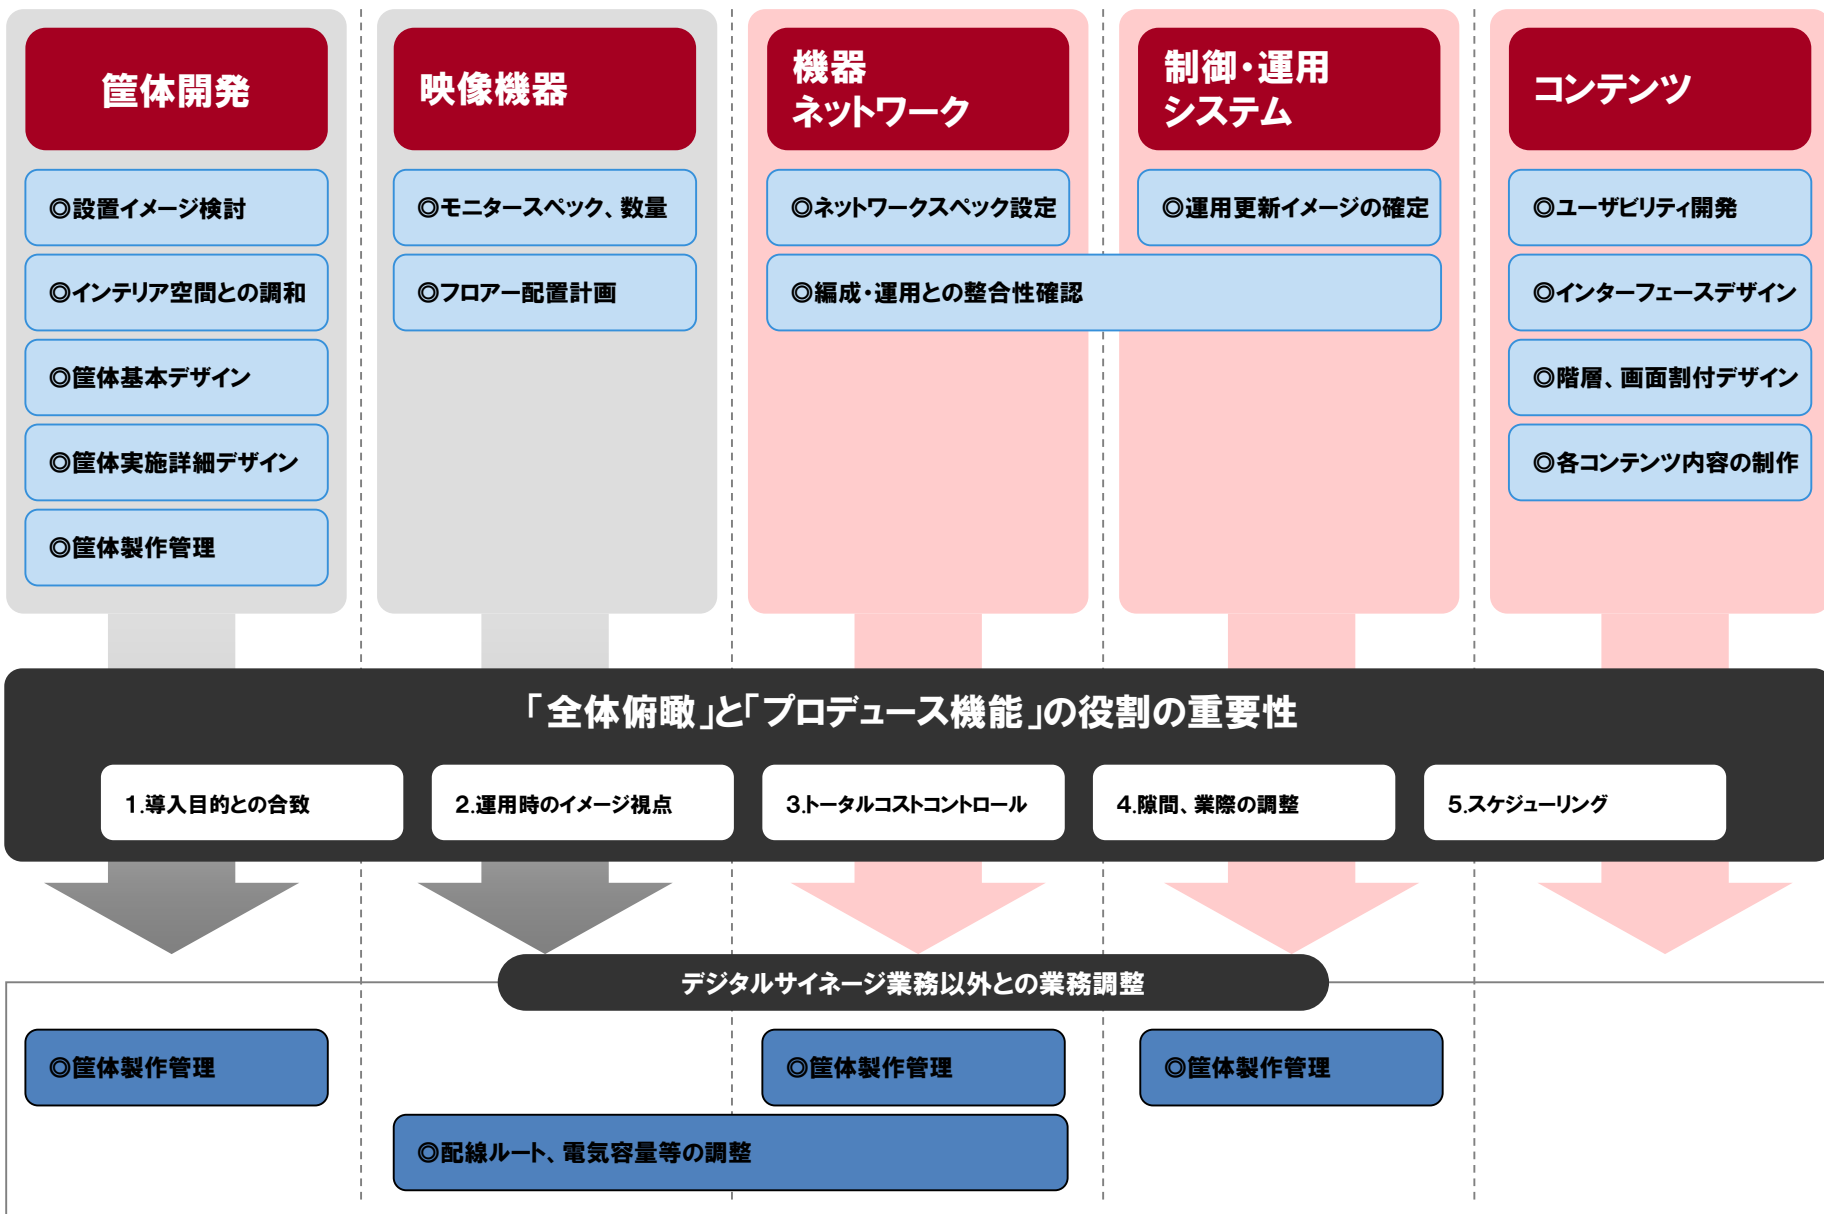 筐体開発
映像機器
機器
ネットワーク
制御・運用
システム
コンテンツ
◎設置イメージ検討
◎インテリア空間との調和
◎筐体基本デザイン
◎筐体実施詳細デザイン
◎筐体製作管理
◎モニタースペック、数量
◎フロアー配置計画
◎ネットワークスペック設定
◎運用更新イメージの確定
◎編成・運用との整合性確認
◎ユーザビリティ開発
◎インターフェースデザイン
◎階層、画面割付デザイン
◎各コンテンツ内容の制作
「全体俯瞰」と「プロデュース機能」の役割の重要性
1.導入目的との合致
2.運用時のイメージ視点
3.トータルコストコントロール
4.隙間、業際の調整
5.スケジューリング
デジタルサイネージ業務以外との業務調整
◎筐体製作管理
◎筐体製作管理
◎筐体製作管理
◎配線ルート、電気容量等の調整